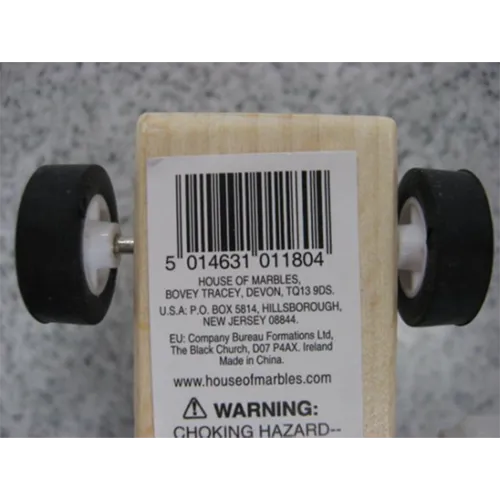 5 014631 011804
HOUSE OF MARBLES,
BOVEY TRACEY, DEVON, TQ13 9DS.
U.S.A: P.O. BOX 5814, HILLSBOROUGH,
NEW JERSEY 08844.
EU: Company Bureau Formations Ltd,
The Black Church, D07 P4AX. Ireland
Made in China.
www.houseofmarbles.com
WARNING:
CHOKING HAZARD--